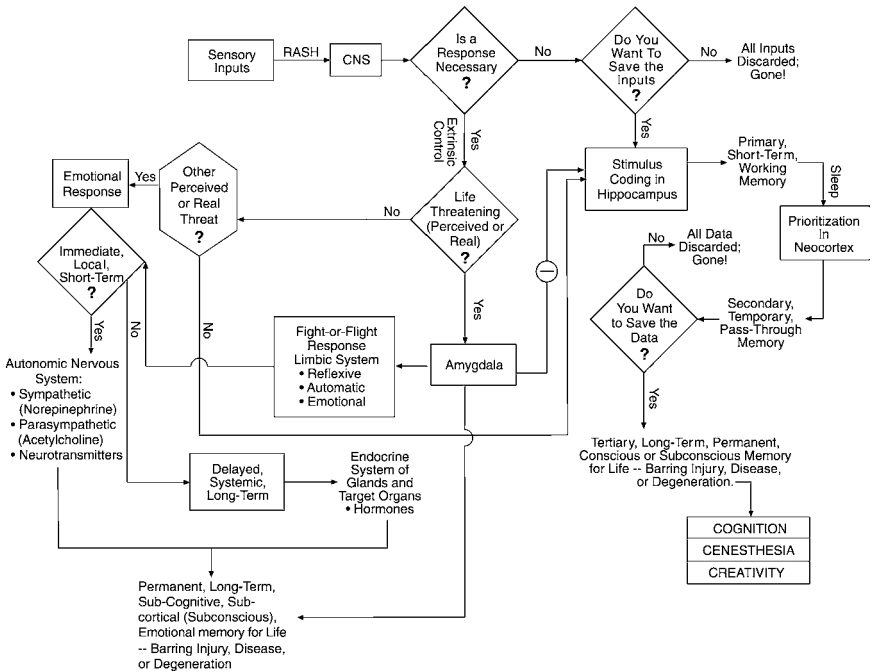 Sensory
Inputs
RASH
CNS
Is a
Response
Necessary
?
No
Do You
Want To
Save the
Inputs
?
No
All Inputs
Discarded;
Gone!
Yes
Extrinsic
Control
Yes
Emotional
Response
Yes
Other
Perceived
or Real
Threat
?
No
Life
Threatening
(Perceived or
Real)
?
Stimulus
Coding in
Hippocampus
Primary,
Short-Term,
Working
Memory
Sleep
Prioritization
In
Neocortex
Immediate,
Local,
Short-Term
?
No
All Data
Discarded;
Gone!
Yes
No
No
Yes
Do
You Want
to Save the
Data
?
Secondary,
Temporary,
Pass-Through
Memory
Fight-or-Flight
Response
Limbic System
• Reflexive
• Automatic
• Emotional
Amygdala
Yes
Autonomic Nervous
System:
• Sympathetic
(Norepinephrine)
• Parasympathetic
(Acetylcholine)
• Neurotransmitters
Tertiary, Long-Term, Permanent,
Conscious or Subconscious Memory
for Life -- Barring Injury, Disease,
or Degeneration.
Delayed,
Systemic,
Long-Term
Endocrine
System of
Glands and
Target Organs
• Hormones
COGNITION
CENESTHESIA
CREATIVITY
Permanent, Long-Term,
Sub-Cognitive, Sub-
cortical (Subconscious),
Emotional memory for Life
-- Barring Injury, Disease,
or Degeneration